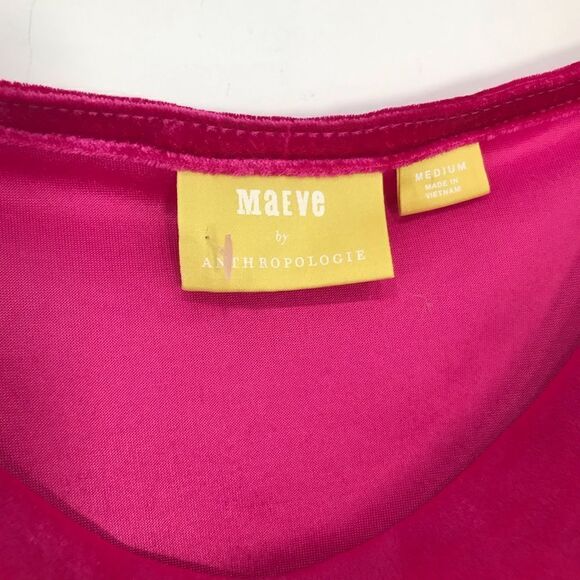 MaEVe
by
ANTHROPOLOGIE
MEDIUM
MADE IN
VIETNAM